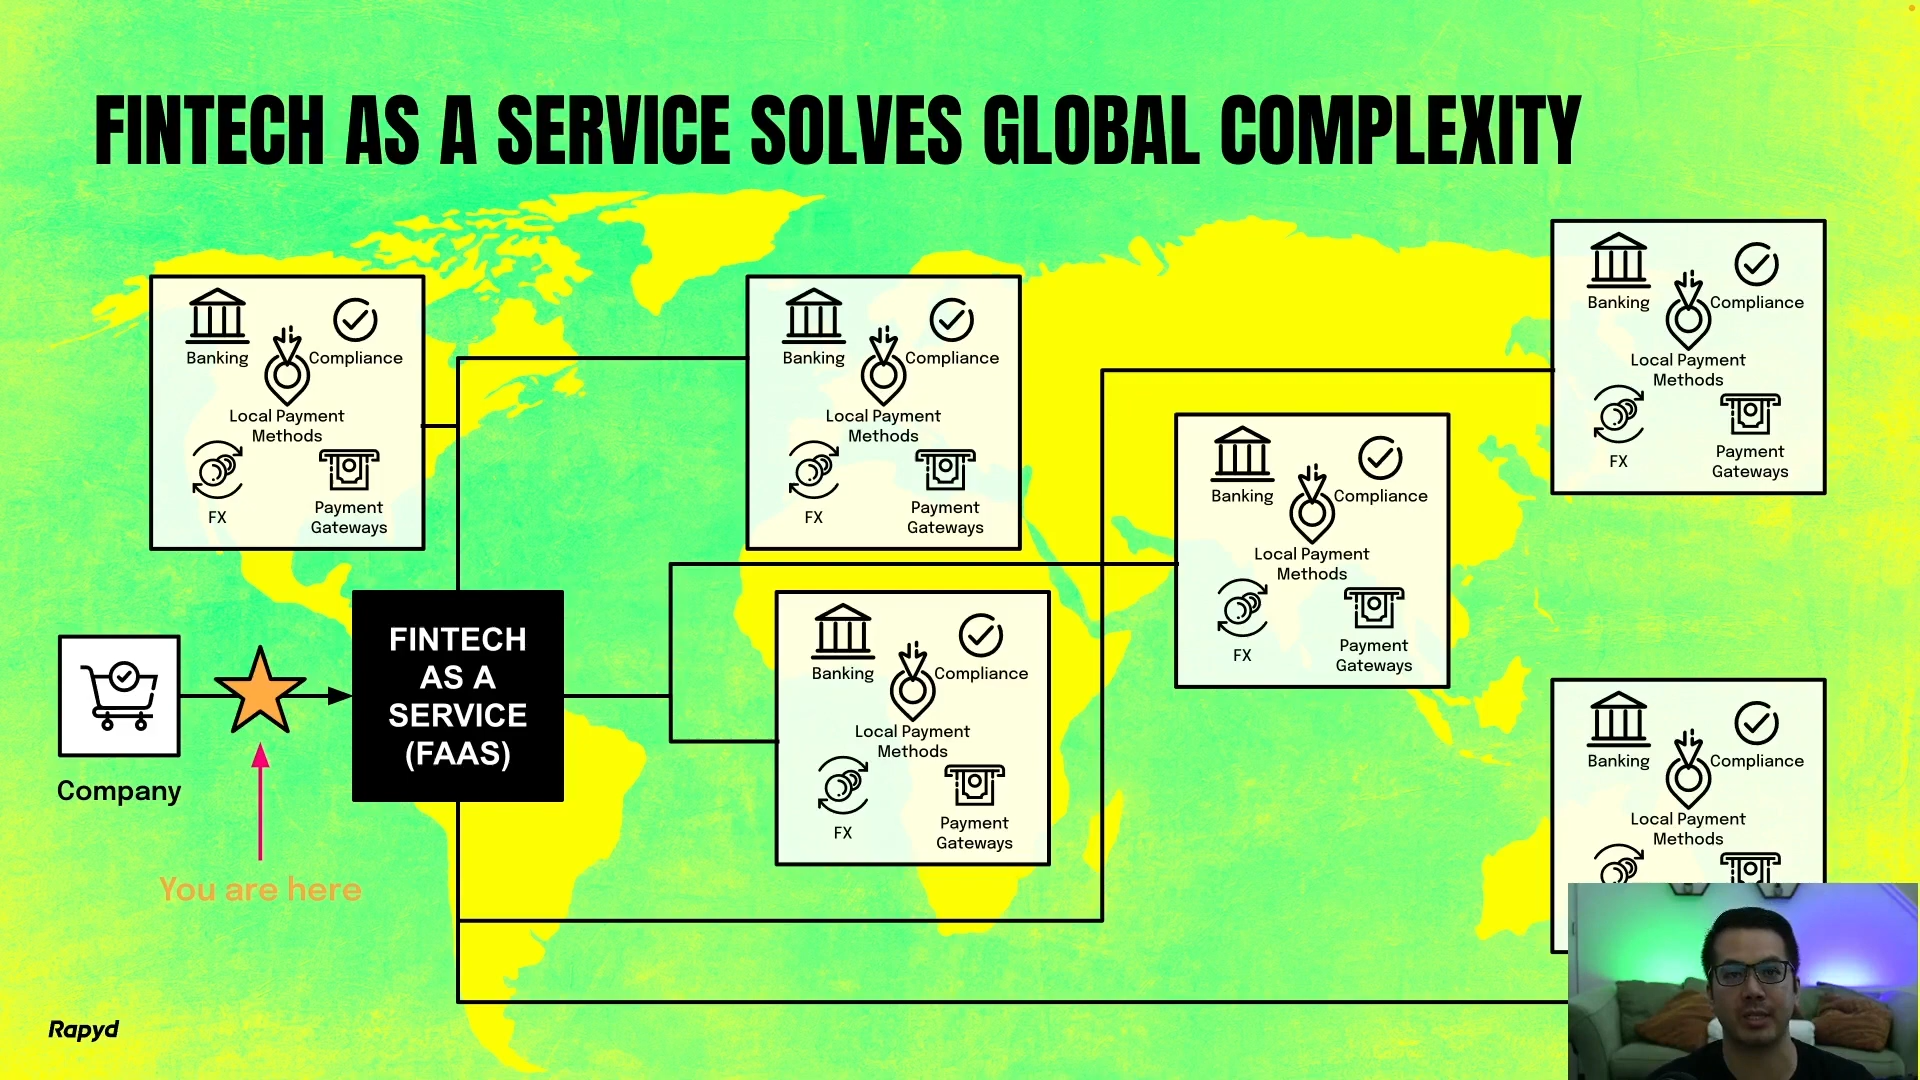 FINTECH AS A SERVICE SOLVES GLOBAL COMPLEXITY
Banking
Compliance
Local Payment
Methods
FX
Payment
Gateways
Banking
Compliance
Local Payment
Methods
FX
Payment
Gateways
Banking
Compliance
Local Payment
Methods
FX
Payment
Gateways
Banking
Compliance
Local Payment
Methods
FX
Payment
Gateways
Company
You are here
FINTECH
AS A
SERVICE
(FAAS)
Banking
Compliance
Local Payment
Methods
FX
Payment
Gateways
Banking
Compliance
Local Payment
Methods
Rapyd